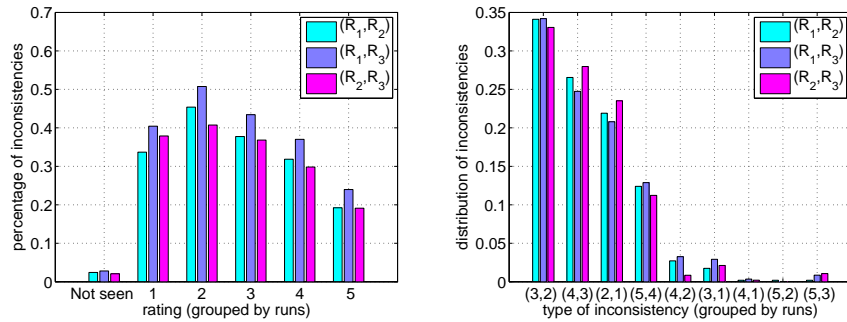 0.7
0.6
0.5
0.4
0.3
0.2
0.1
0
percentage of inconsistencies
Not seen 1 2 3 4 5
rating (grouped by runs)
(R1,R2)
(R1,R3)
(R2,R3)
0.35
0.3
0.25
0.2
0.15
0.1
0.05
0
distribution of inconsistencies
(3,2) (4,3) (2,1) (5,4) (4,2) (3,1) (4,1) (5,2) (5,3)
type of inconsistency (grouped by runs)
(R1,R2)
(R1,R3)
(R2,R3)